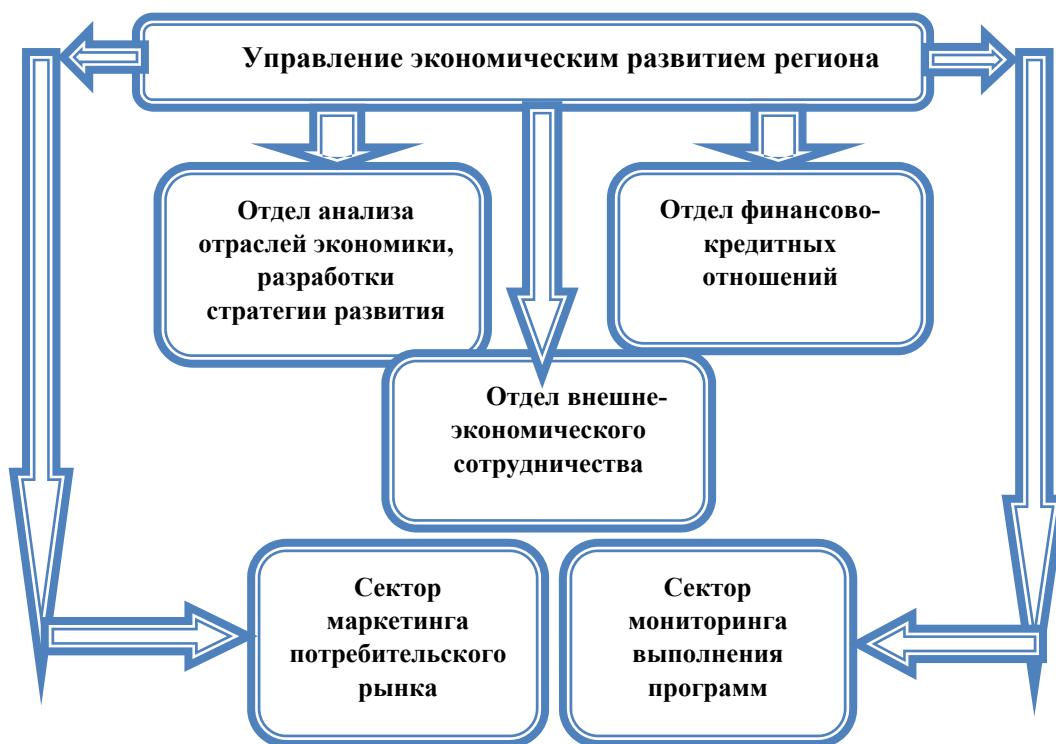 Управление экономическим развитием региона
Отдел анализа
отраслей экономики,
разработки
стратегии развития
Отдел финансово-
кредитных
отношений
Отдел внешне-
экономического
сотрудничества
Сектор
маркетинга
потребительского
рынка
Сектор
мониторинга
выполнения
программ